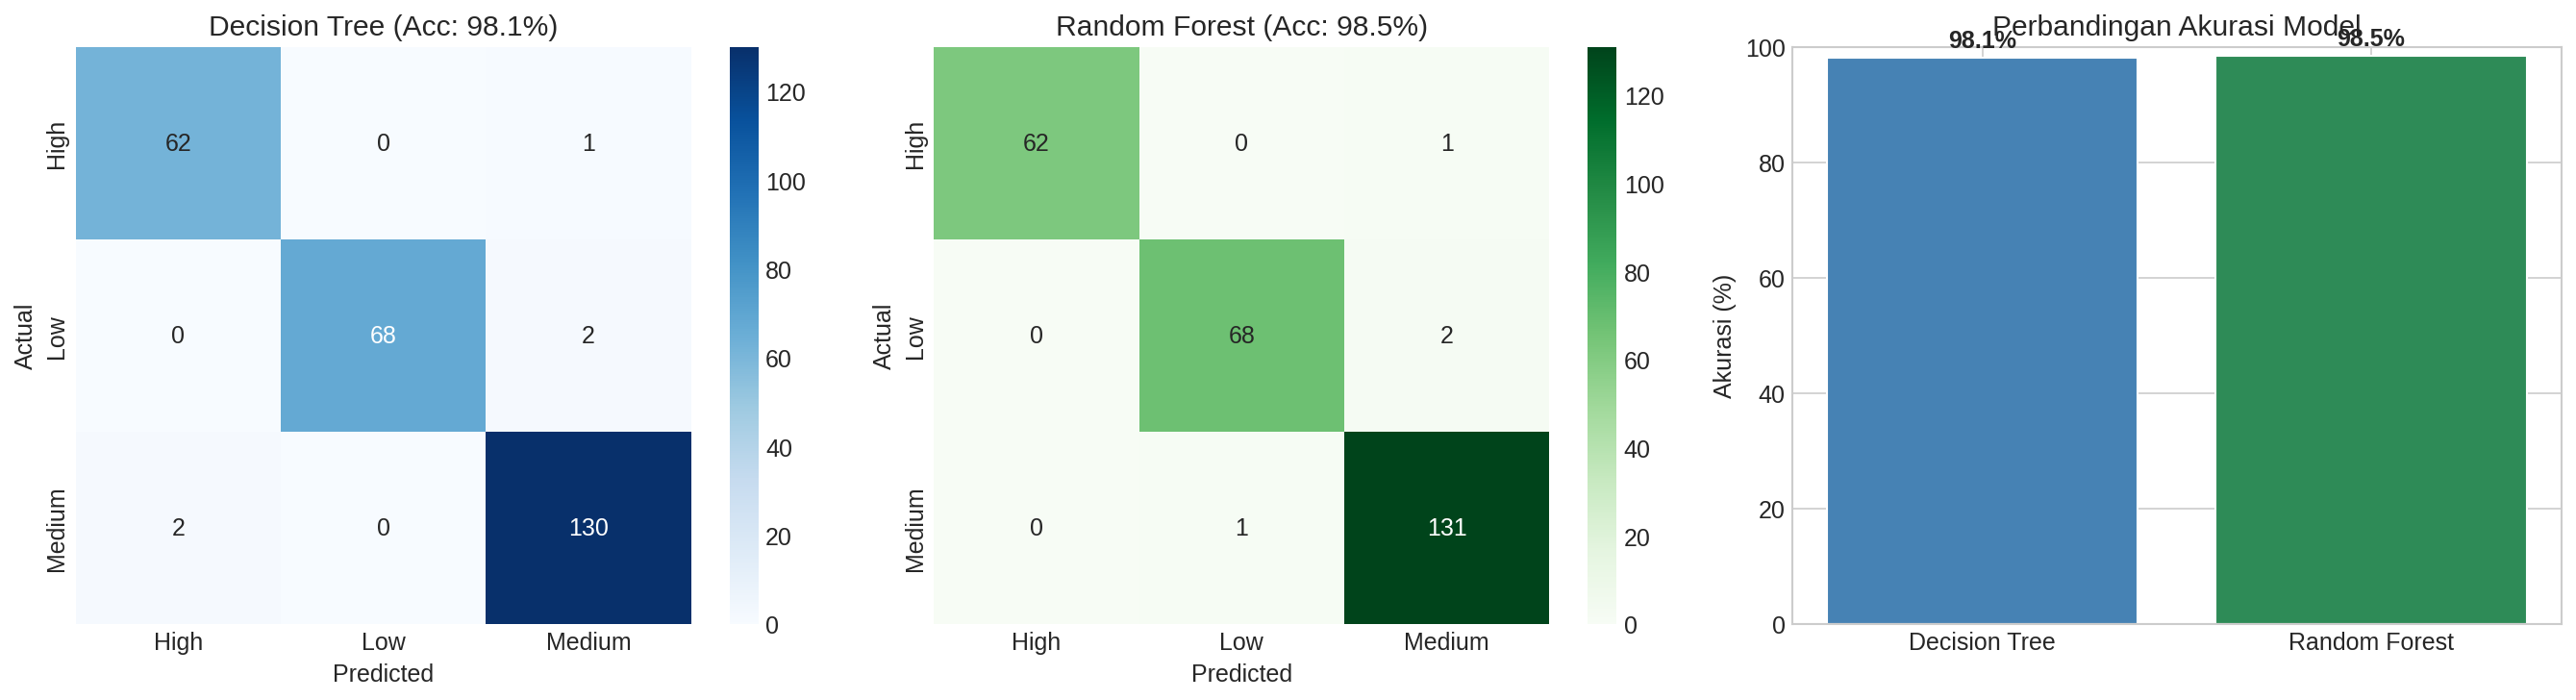 Decision Tree (Acc: 98.1%)
Actual
High
Low
Medium
62 0 1
0 68 2
2 0 130
High Low Medium
Predicted
120
100
80
60
40
20
0
Random Forest (Acc: 98.5%)
Actual
High
Low
Medium
62 0 1
0 68 2
0 1 131
High Low Medium
Predicted
120
100
80
60
40
20
0
Perbandingan Akurasi Model
98.1% 98.5%
Akurasi (%)
100
80
60
40
20
0
Decision Tree Random Forest